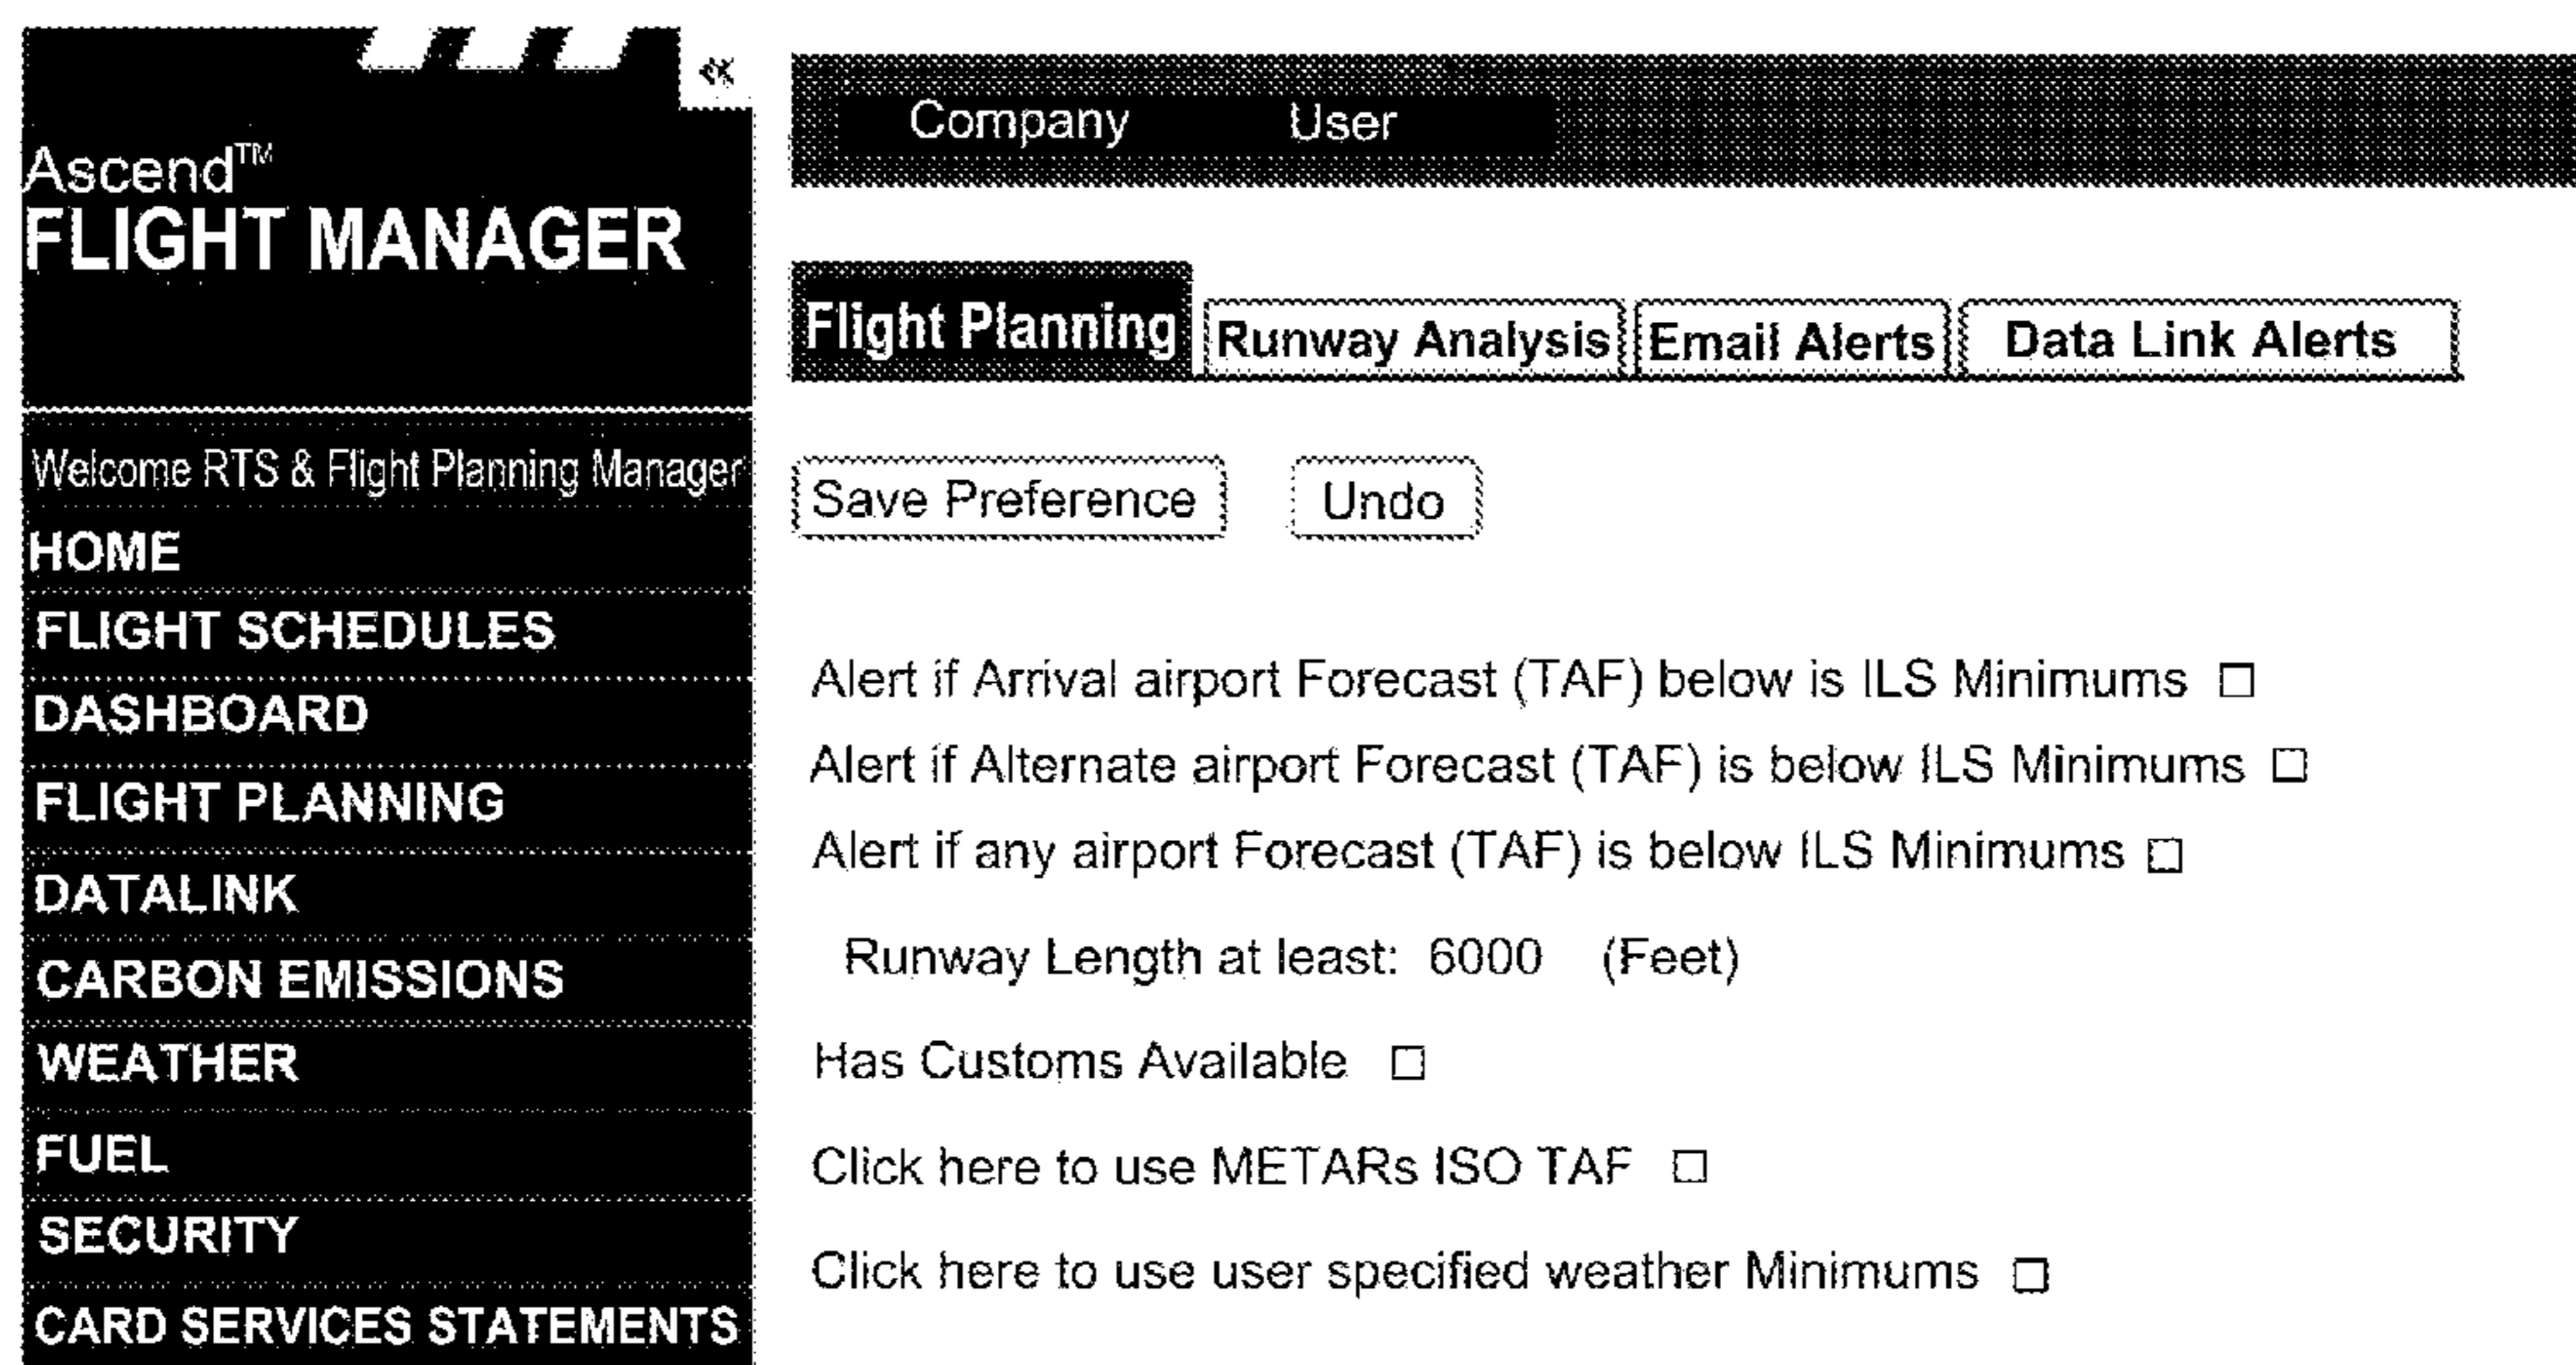 «
Ascend™
FLIGHT MANAGER
Welcome RTS & Flight Planning Manager
HOME
FLIGHT SCHEDULES
DASHBOARD
FLIGHT PLANNING
DATALINK
CARBON EMISSIONS
WEATHER
FUEL
SECURITY
CARD SERVICES STATEMENTS
Company User
Flight Planning Runway Analysis Email Alerts Data Link Alerts
Save Preference Undo
Alert if Arrival airport Forecast (TAF) below is ILS Minimums
Alert if Alternate airport Forecast (TAF) is below ILS Minimums
Alert if any airport Forecast (TAF) is below ILS Minimums
Runway Length at least: 6000 (Feet)
Has Customs Available
Click here to use METARs ISO TAF
Click here to use user specified weather Minimums